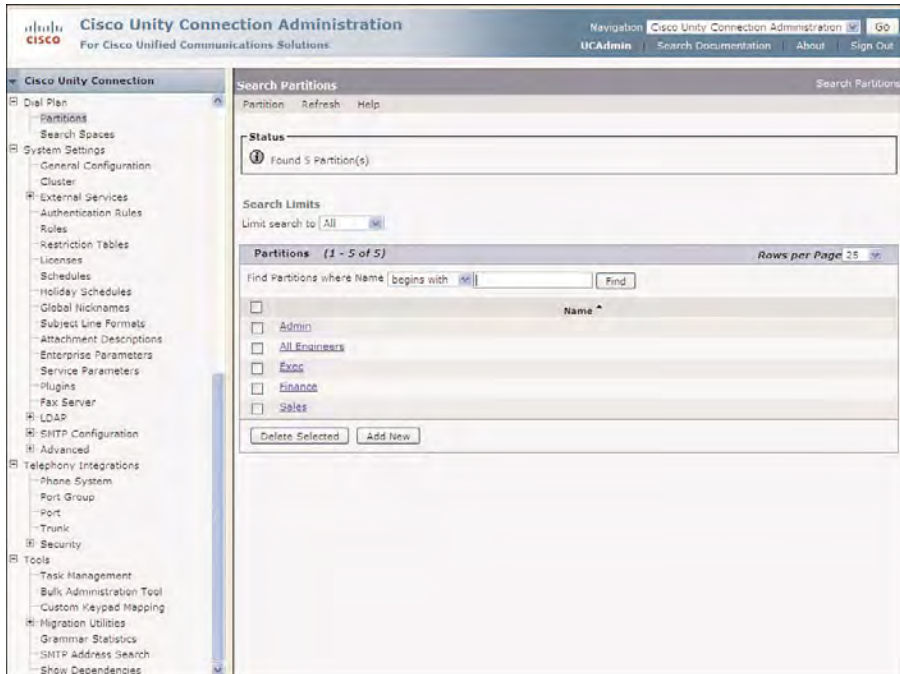 cisco
Cisco Unity Connection Administration
For Cisco Unified Communications Solutions
Navigation Cisco Unity Connection Administration Go
UCAdmin Search Documentation About Sign Out
Cisco Unity Connection
Dial Plan
Partitions
Search Spaces
System Settings
General Configuration
Cluster
External Services
Authentication Rules
Roles
Restriction Tables
Licenses
Schedules
Holiday Schedules
Global Nicknames
Subject Line Formats
Attachment Descriptions
Enterprise Parameters
Service Parameters
Plugins
Fax Server
LDAP
SMTP Configuration
Advanced
Telephony Integrations
Phone System
Port Group
Port
Trunk
Security
Tools
Task Management
Bulk Administration Tool
Custom Keypad Mapping
Migration Utilities
Grammar Statistics
SMTP Address Search
Show Dependencies
Search Partitions Search Partitions
Partition Refresh Help
Status
Found 5 Partition(s)
Search Limits
Limit search to All
Partitions (1 - 5 of 5) Rows per Page 25
Find Partitions where Name begins with Find
Name
Admin
All Engineers
Exec
Finance
Sales
Delete Selected Add New